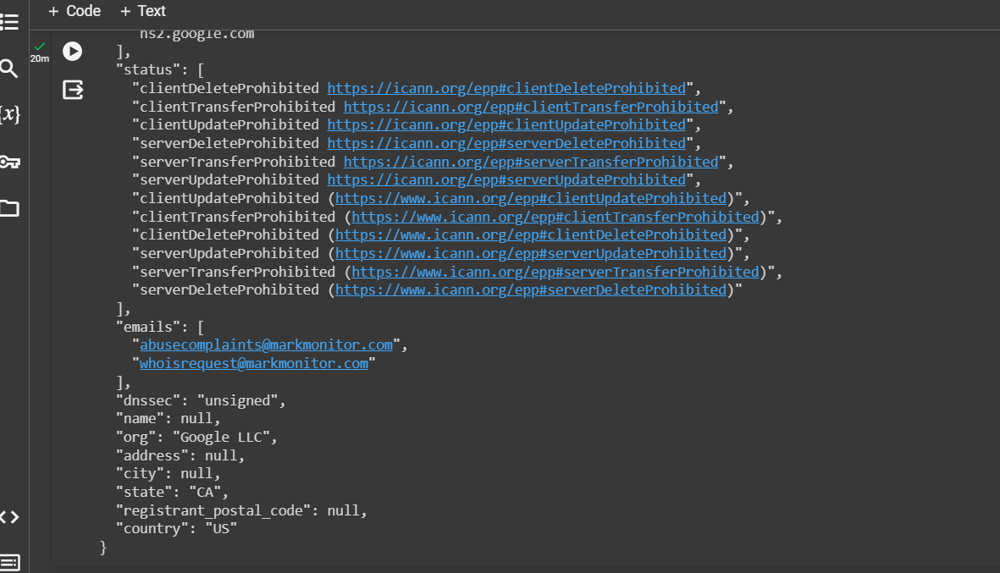 + Code + Text
ns2.google.com
20m
],
"status": [
"clientDeleteProhibited https://icann.org/epp#clientDeleteProhibited",
"clientTransferProhibited https://icann.org/epp#clientTransferProhibited",
"clientUpdateProhibited https://icann.org/epp#clientUpdateProhibited",
"serverDeleteProhibited https://icann.org/epp#serverDeleteProhibited",
"serverTransferProhibited https://icann.org/epp#serverTransferProhibited",
"serverUpdateProhibited https://icann.org/epp#serverUpdateProhibited",
"clientUpdateProhibited (https://www.icann.org/epp#clientUpdateProhibited)",
"clientTransferProhibited (https://www.icann.org/epp#clientTransferProhibited)",
"clientDeleteProhibited (https://www.icann.org/epp#clientDeleteProhibited)",
"serverUpdateProhibited (https://www.icann.org/epp#serverUpdateProhibited)",
"serverTransferProhibited (https://www.icann.org/epp#serverTransferProhibited)",
"serverDeleteProhibited (https://www.icann.org/epp#serverDeleteProhibited)"
],
"emails": [
"abusecomplaints@markmonitor.com",
"whoisrequest@markmonitor.com"
],
"dnssec": "unsigned",
"name": null,
"org": "Google LLC",
"address": null,
"city": null,
"state": "CA",
"registrant_postal_code": null,
"country": "US"
}
{x}